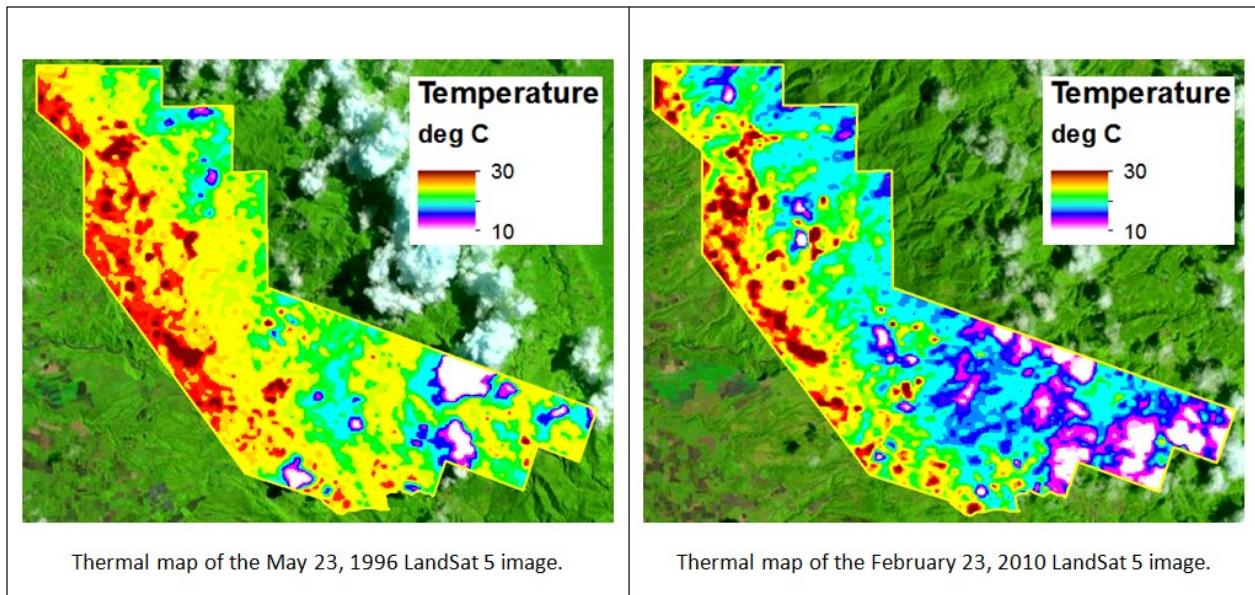 Temperature
deg C
30
10
Thermal map of the May 23, 1996 LandSat 5 image.
Temperature
deg C
30
10
Thermal map of the February 23, 2010 LandSat 5 image.